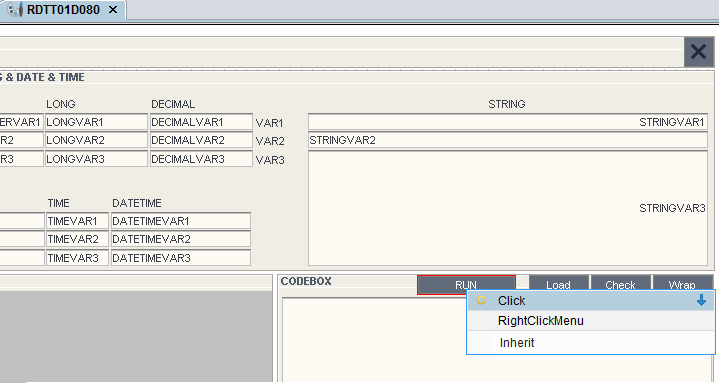 RDTT01D080 ×
& DATE & TIME
LONG DECIMAL STRING
ERVAR1 LONGVAR1 DECIMALVAR1 VAR1 STRINGVAR1
R2 LONGVAR2 DECIMALVAR2 VAR2 STRINGVAR2
R3 LONGVAR3 DECIMALVAR3 VAR3
STRINGVAR3
TIME DATETIME
TIMEVAR1 DATETIMEVAR1
TIMEVAR2 DATETIMEVAR2
TIMEVAR3 DATETIMEVAR3
CODEBOX RUN Load Check Wrap
Click
RightClickMenu
Inherit